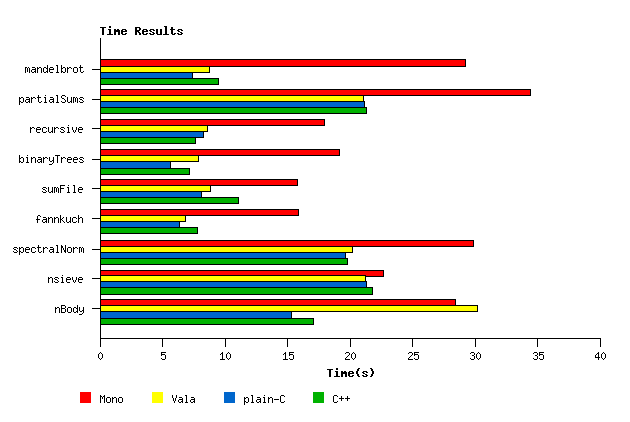 Time Results
mandelbrot
partialSums
recursive
binaryTrees
sumFile
fannkuch
spectralNorm
nsieve
nBody
0 5 10 15 20 25 30 35 40
Time(s)
Mono Vala plain-C C++